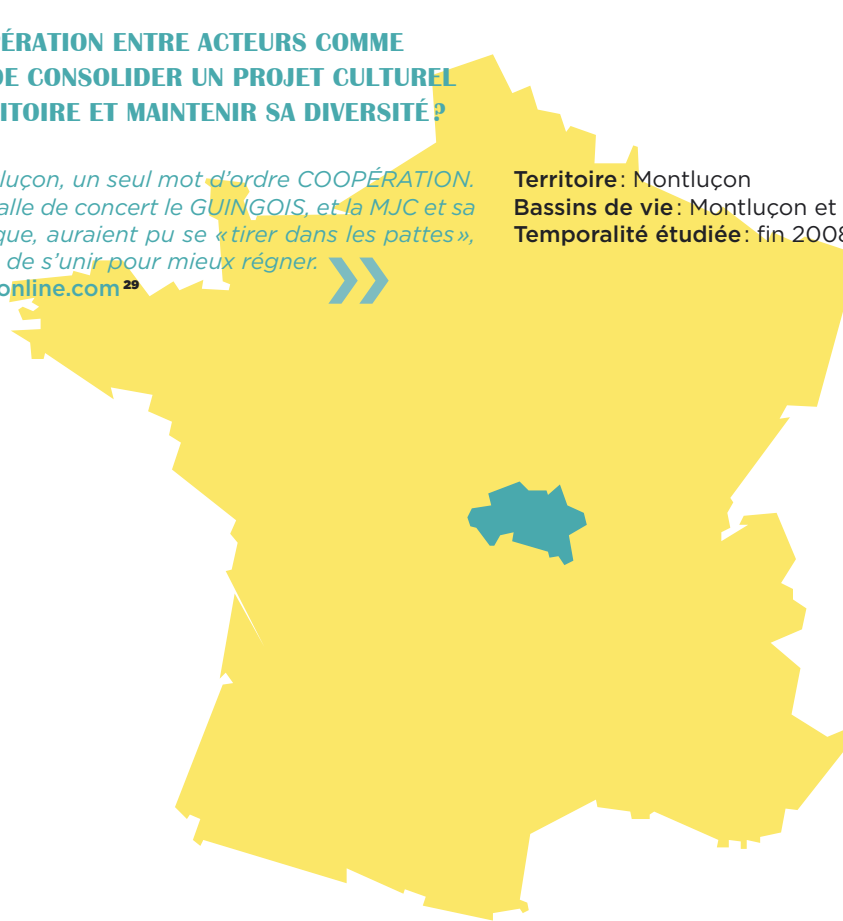 ÉRATION ENTRE ACTEURS COMME
DE CONSOLIDER UN PROJET CULTUREL
ITOIRE ET MAINTENIR SA DIVERSITÉ ?
luçon, un seul mot d’ordre COOPÉRATION.
alle de concert le GUINGOIS, et la MJC et sa
que, auraient pu se « tirer dans les pattes »,
de s’unir pour mieux régner. »
online.com 29
Territoire : Montluçon
Bassins de vie : Montluçon et
Temporalité étudiée : fin 2008